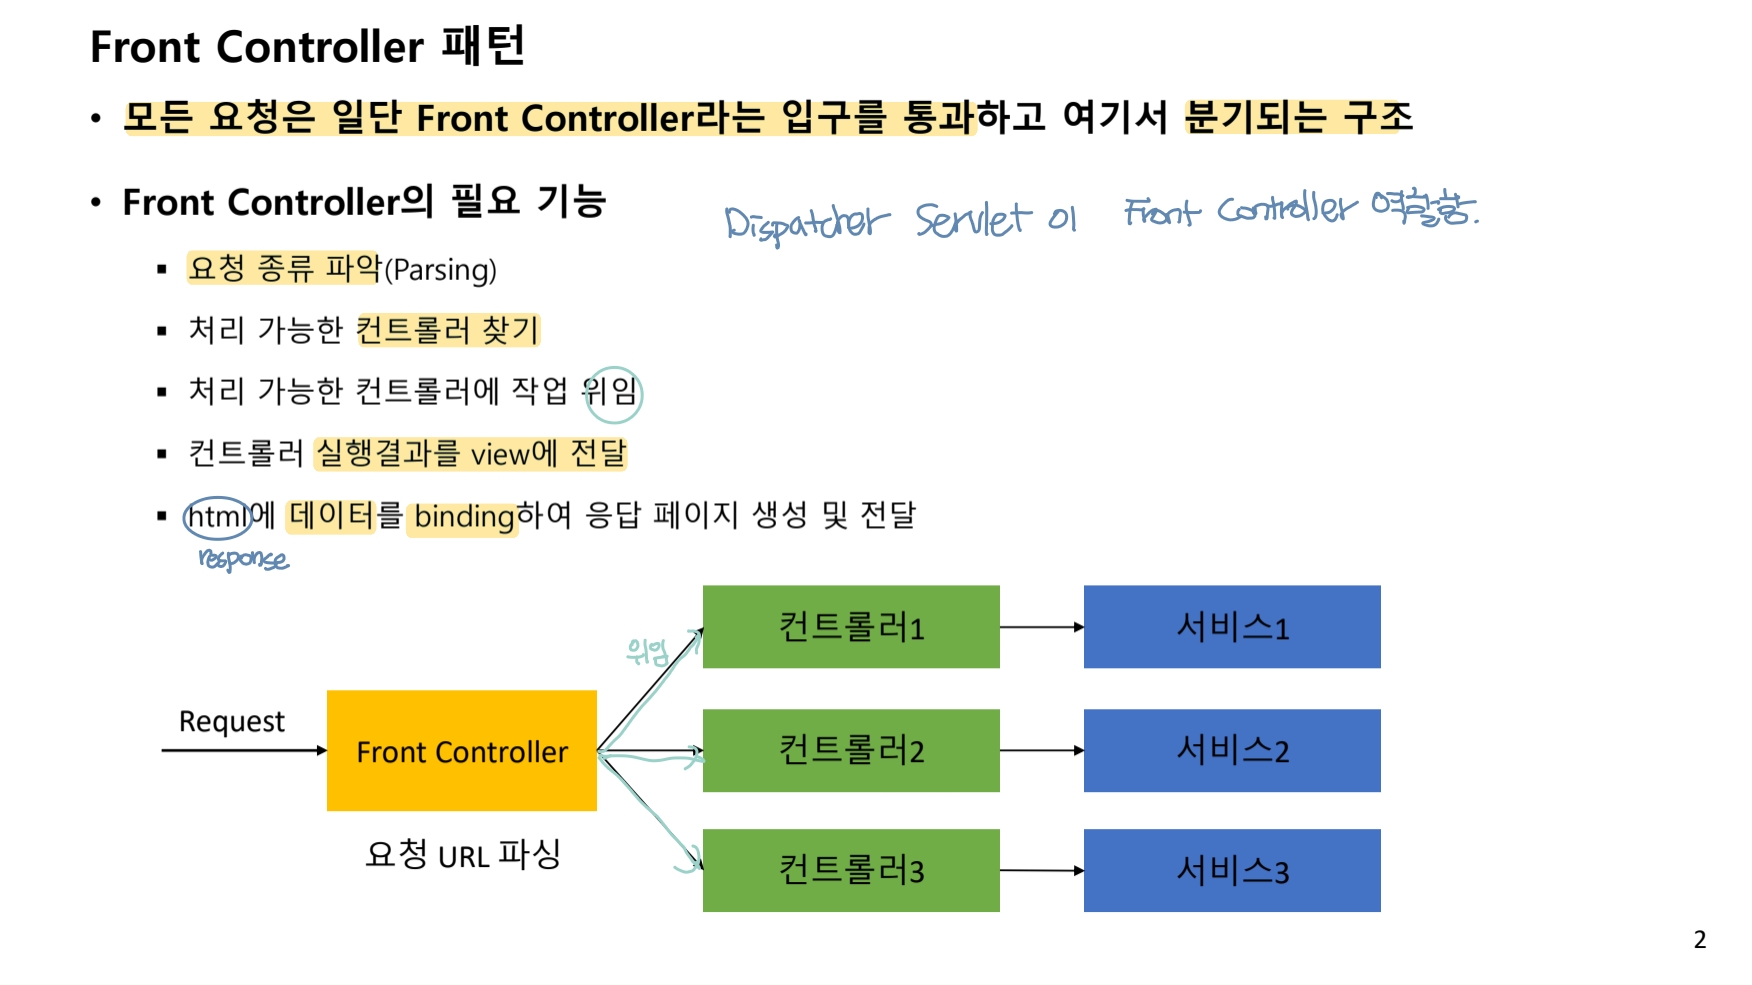 Front Controller 패턴
• 모든 요청은 일단 Front Controller라는 입구를 통과하고 여기서 분기되는 구조
• Front Controller의 필요 기능
Dispatcher Servlet 이 Front Controller 역할함.
▪ 요청 종류 파악(Parsing)
▪ 처리 가능한 컨트롤러 찾기
▪ 처리 가능한 컨트롤러에 작업 위임
▪ 컨트롤러 실행결과를 view에 전달
▪ html에 데이터를 binding하여 응답 페이지 생성 및 전달
response
컨트롤러1
서비스1
위임
Request
Front Controller
컨트롤러2
서비스2
요청 URL 파싱
컨트롤러3
서비스3
2